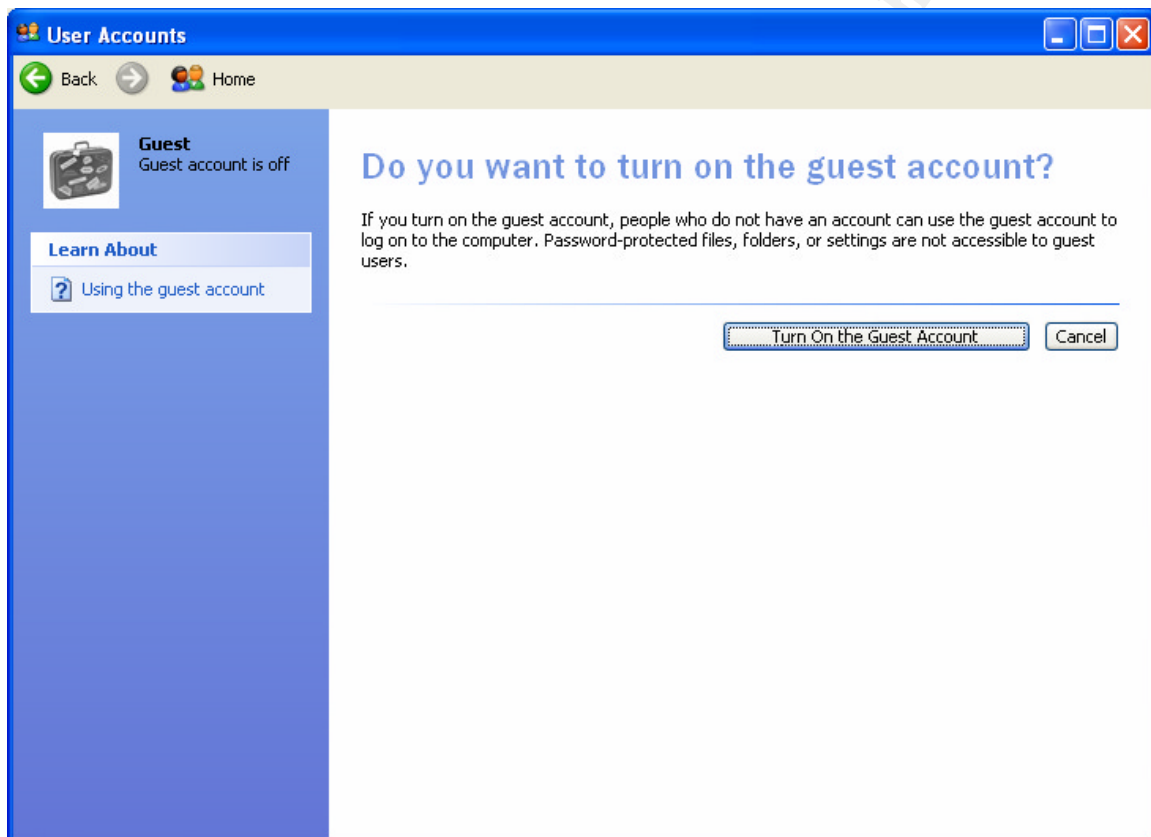 User Accounts
Back
Home
Guest
Guest account is off
Learn About
Using the guest account
Do you want to turn on the guest account?
If you turn on the guest account, people who do not have an account can use the guest account to
log on to the computer. Password-protected files, folders, or settings are not accessible to guest
users.
Turn On the Guest Account
Cancel